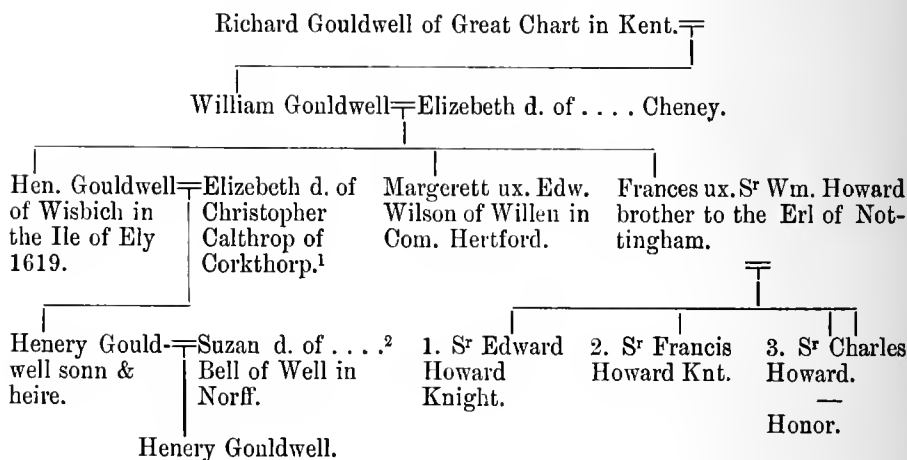 Richard Gouldwell of Great Chart in Kent.
William Gouldwell Elizebeth d. of .... Cheney.
Hen. Gouldwell
of Wisbich in
the Ile of Ely
1619.
Elizebeth d. of
Christopher
Calthrop of
Corkthorp.¹
Margerett ux. Edw.
Wilson of Willen in
Com. Hertford.
Frances ux. Sʳ Wm. Howard
brother to the Erl of Not-
tingham.
Henery Gould-
well sonn &
heire.
Suzan d. of ....²
Bell of Well in
Norff.
1. Sʳ Edward
Howard
Knight.
2. Sʳ Francis
Howard Knt.
3. Sʳ Charles
Howard.
—
Honor.
Henery Gouldwell.